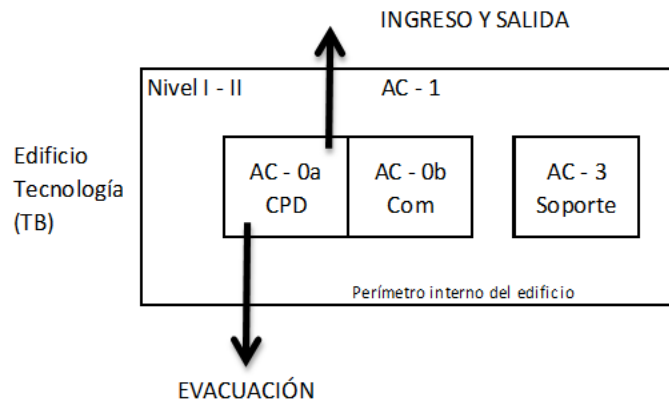 INGRESO Y SALIDA
Nivel I - II
AC - 1
Edificio
Tecnología
(TB)
AC - 0a
CPD
AC - 0b
Com
AC - 3
Soporte
Perímetro interno del edificio
EVACUACIÓN